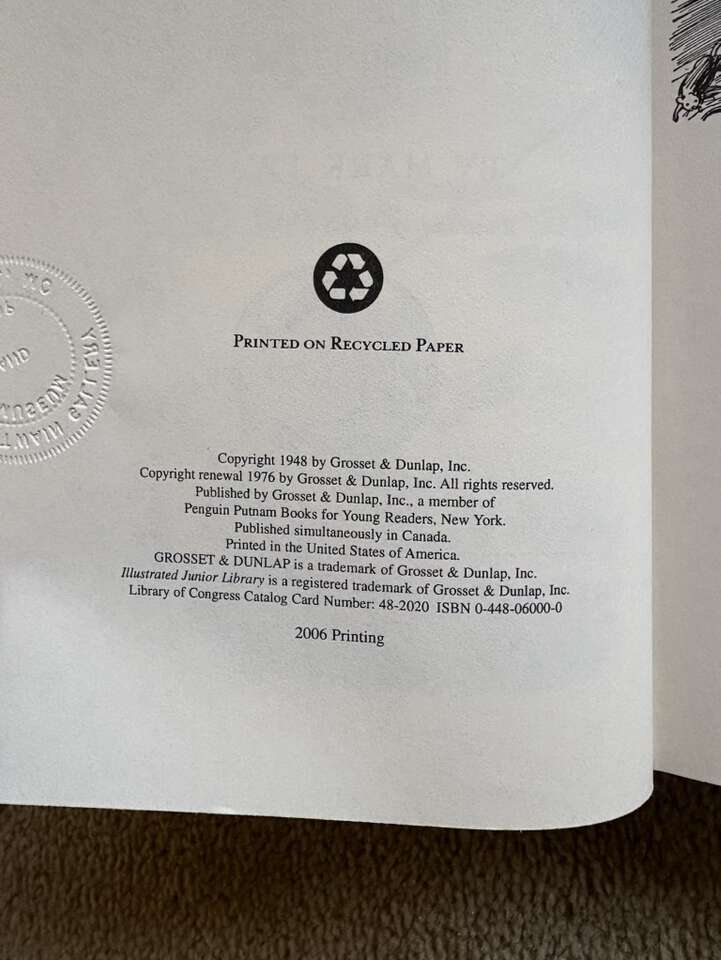 PRINTED ON RECYCLED PAPER
Copyright 1948 by Grosset & Dunlap, Inc.
Copyright renewal 1976 by Grosset & Dunlap, Inc. All rights reserved.
Published by Grosset & Dunlap, Inc., a member of
Penguin Putnam Books for Young Readers, New York.
Published simultaneously in Canada.
Printed in the United States of America.
GROSSET & DUNLAP is a trademark of Grosset & Dunlap, Inc.
Illustrated Junior Library is a registered trademark of Grosset & Dunlap, Inc.
Library of Congress Catalog Card Number: 48-2020 ISBN 0-448-06000-0
2006 Printing
TWAIN
MUSEUM
GALLERY